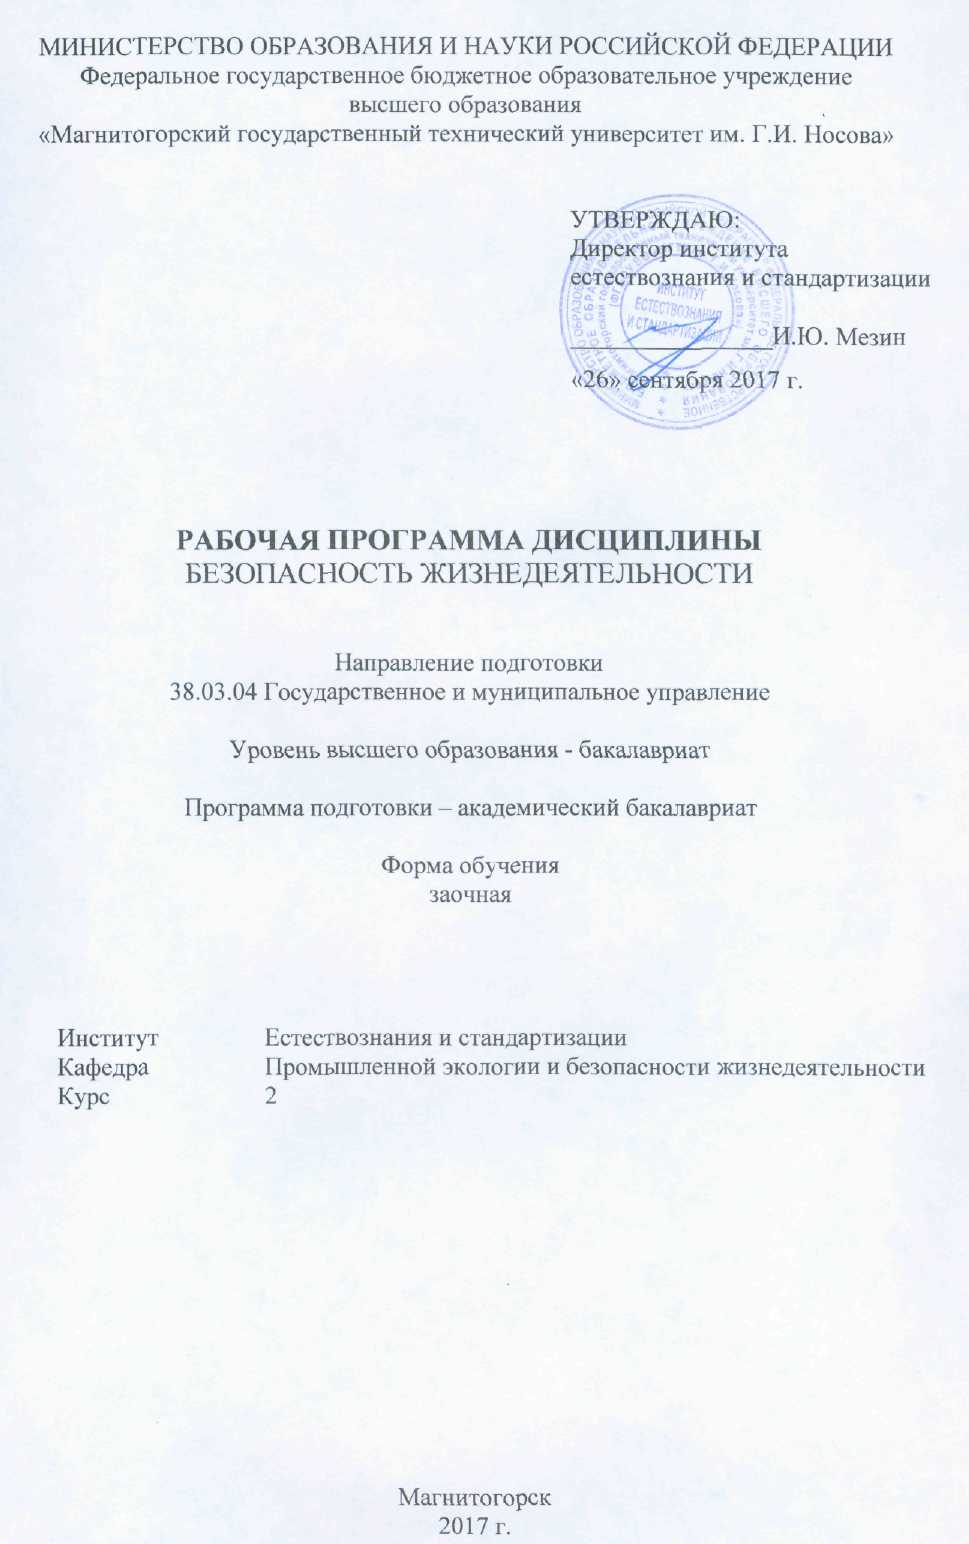 МИНИСТЕРСТВО ОБРАЗОВАНИЯ И НАУКИ РОССИЙСКОЙ ФЕДЕРАЦИИ
Федеральное государственное бюджетное образовательное учреждение
высшего образования
«Магнитогорский государственный технический университет им. Г.И. Носова»
УТВЕРЖДАЮ:
Директор института
естествознания и стандартизации
И.Ю. Мезин
«26» сентября 2017 г.
ИНСТИТУТ
ЕСТЕСТВОЗНАНИЯ
И СТАНДАРТИЗАЦИИ
РАБОЧАЯ ПРОГРАММА ДИСЦИПЛИНЫ
БЕЗОПАСНОСТЬ ЖИЗНЕДЕЯТЕЛЬНОСТИ
Направление подготовки
38.03.04 Государственное и муниципальное управление
Уровень высшего образования - бакалавриат
Программа подготовки – академический бакалавриат
Форма обучения
заочная
Институт Естествознания и стандартизации
Кафедра Промышленной экологии и безопасности жизнедеятельности
Курс 2
Магнитогорск
2017 г.